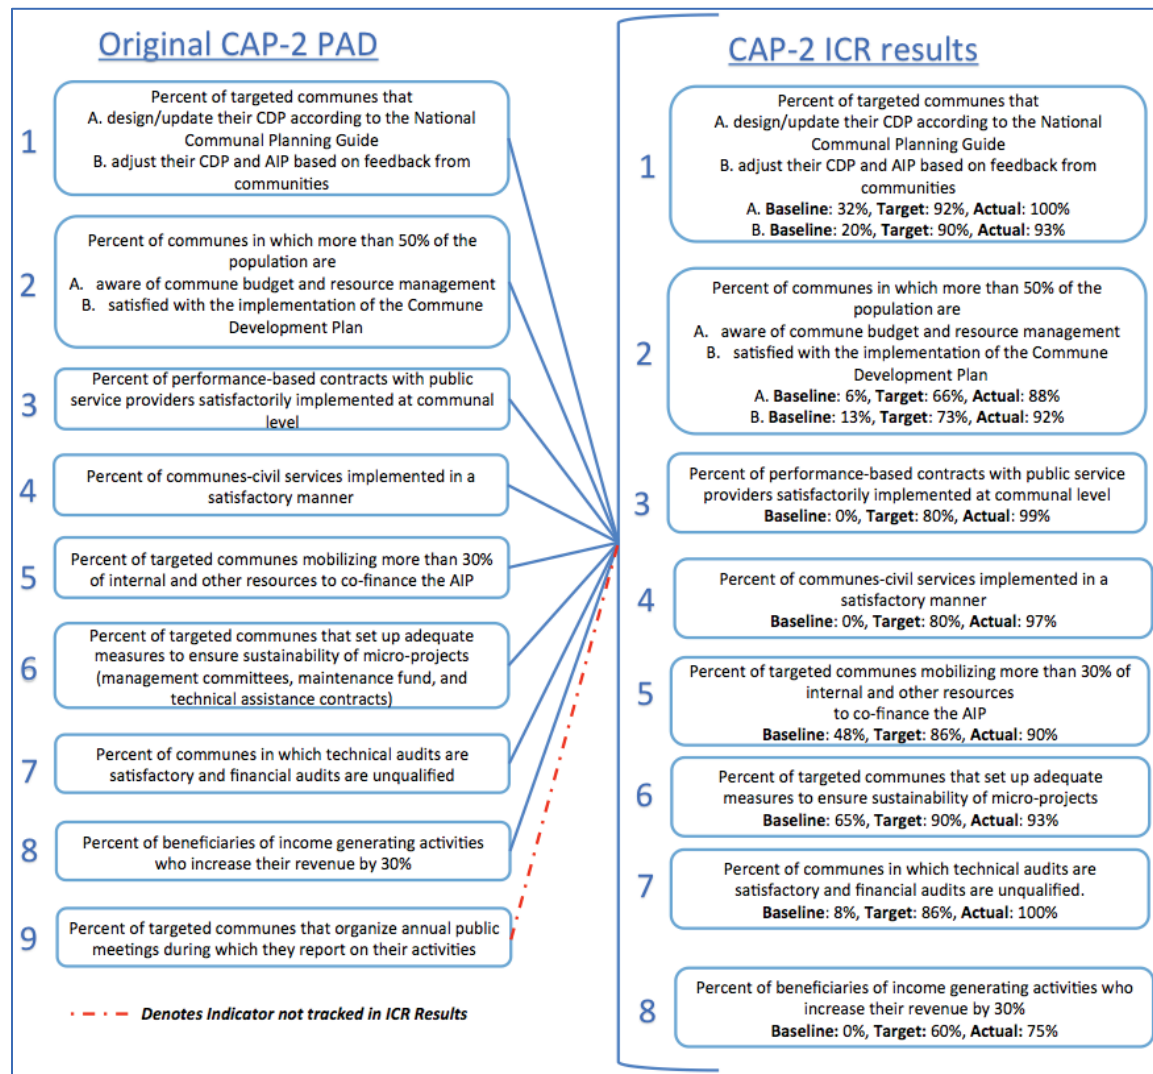 Original CAP-2 PAD
1
Percent of targeted communes that
A. design/update their CDP according to the National
Communal Planning Guide
B. adjust their CDP and AIP based on feedback from
communities
2
Percent of communes in which more than 50% of the
population are
A. aware of commune budget and resource management
B. satisfied with the implementation of the Commune
Development Plan
3
Percent of performance-based contracts with public
service providers satisfactorily implemented at communal
level
4
Percent of communes-civil services implemented in a
satisfactory manner
5
Percent of targeted communes mobilizing more than 30%
of internal and other resources to co-finance the AIP
6
Percent of targeted communes that set up adequate
measures to ensure sustainability of micro-projects
(management committees, maintenance fund, and
technical assistance contracts)
7
Percent of communes in which technical audits are
satisfactory and financial audits are unqualified
8
Percent of beneficiaries of income generating activities
who increase their revenue by 30%
9
Percent of targeted communes that organize annual public
meetings during which they report on their activities
Denotes Indicator not tracked in ICR Results
CAP-2 ICR results
1
Percent of targeted communes that
A. design/update their CDP according to the National
Communal Planning Guide
B. adjust their CDP and AIP based on feedback from
communities
A. Baseline: 32%, Target: 92%, Actual: 100%
B. Baseline: 20%, Target: 90%, Actual: 93%
2
Percent of communes in which more than 50% of the
population are
A. aware of commune budget and resource management
B. satisfied with the implementation of the Commune
Development Plan
A. Baseline: 6%, Target: 66%, Actual: 88%
B. Baseline: 13%, Target: 73%, Actual: 92%
3
Percent of performance-based contracts with public service
providers satisfactorily implemented at communal level
Baseline: 0%, Target: 80%, Actual: 99%
4
Percent of communes-civil services implemented in a
satisfactory manner
Baseline: 0%, Target: 80%, Actual: 97%
5
Percent of targeted communes mobilizing more than 30% of
internal and other resources
to co-finance the AIP
Baseline: 48%, Target: 86%, Actual: 90%
6
Percent of targeted communes that set up adequate
measures to ensure sustainability of micro-projects
Baseline: 65%, Target: 90%, Actual: 93%
7
Percent of communes in which technical audits are
satisfactory and financial audits are unqualified.
Baseline: 8%, Target: 86%, Actual: 100%
8
Percent of beneficiaries of income generating activities who
increase their revenue by 30%
Baseline: 0%, Target: 60%, Actual: 75%